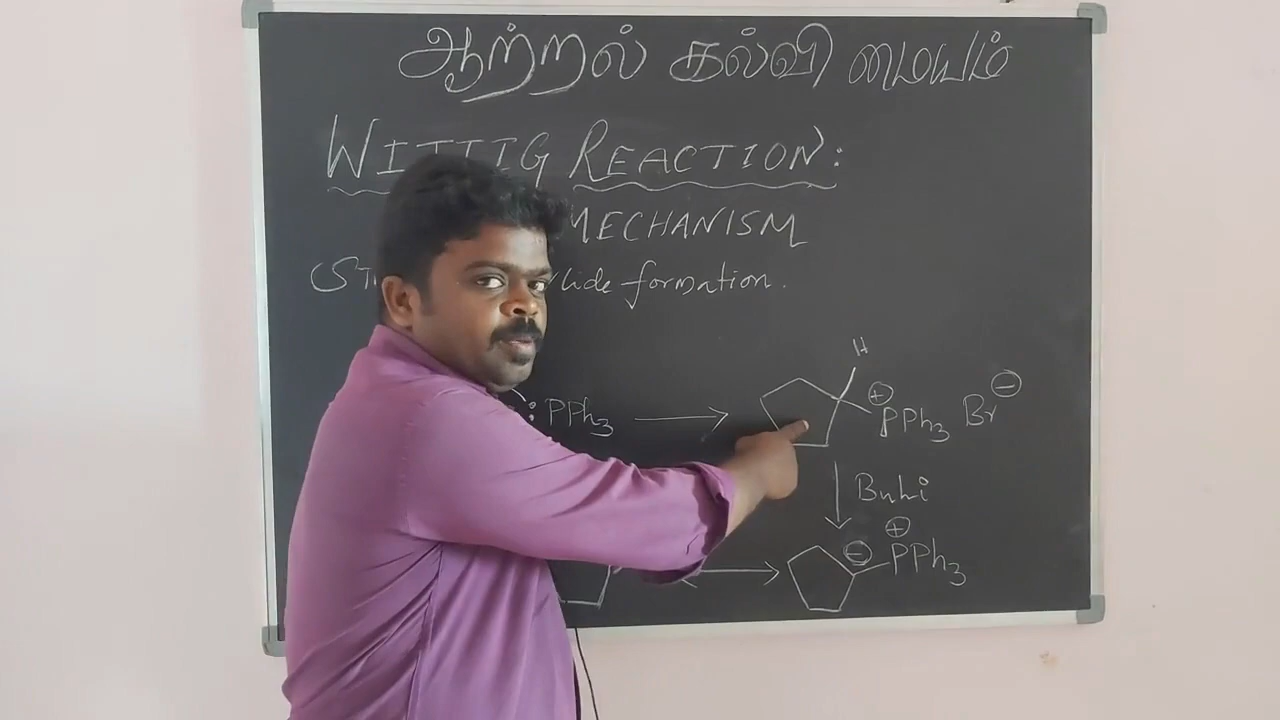 ஆற்றல் கல்வி மையம்
WITTIG REACTION:
MECHANISM
lide formation.
H
:PPh3 ⟶ ⊕PPh3 Br⊖
BuLi
⊖ ⊕PPh3